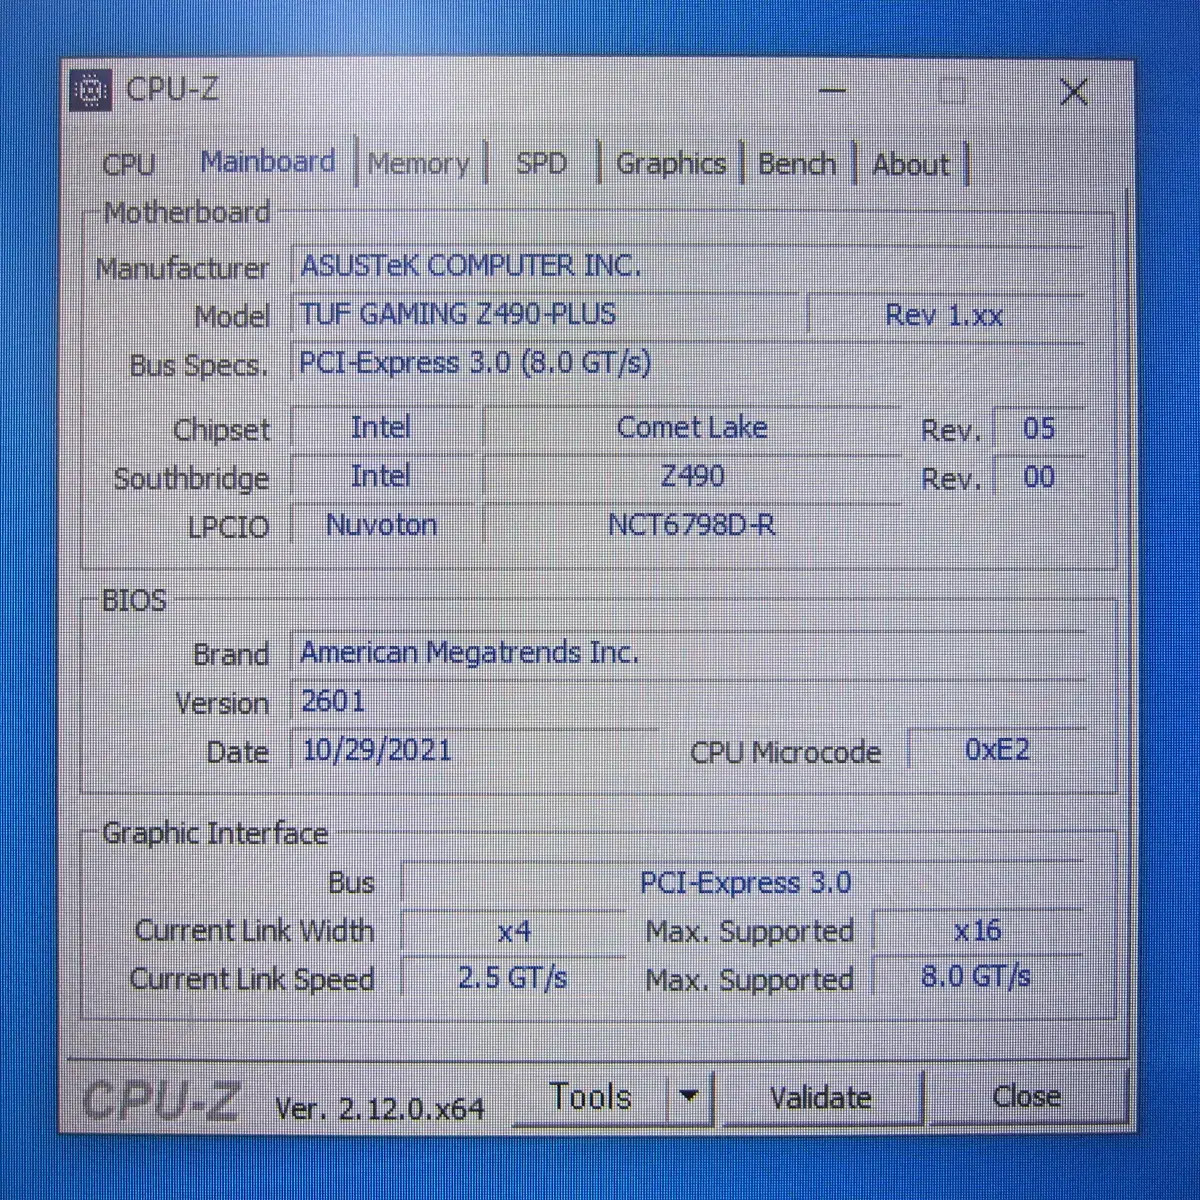 CPU-Z
CPU Mainboard Memory SPD Graphics Bench About
Motherboard
Manufacturer ASUSTeK COMPUTER INC.
Model TUF GAMING Z490-PLUS Rev 1.xx
Bus Specs. PCI-Express 3.0 (8.0 GT/s)
Chipset Intel Comet Lake Rev. 05
Southbridge Intel Z490 Rev. 00
LPCIO Nuvoton NCT6798D-R
BIOS
Brand American Megatrends Inc.
Version 2601
Date 10/29/2021 CPU Microcode 0xE2
Graphic Interface
Bus PCI-Express 3.0
Current Link Width x4 Max. Supported x16
Current Link Speed 2.5 GT/s Max. Supported 8.0 GT/s
CPU-Z Ver. 2.12.0.x64 Tools Validate Close